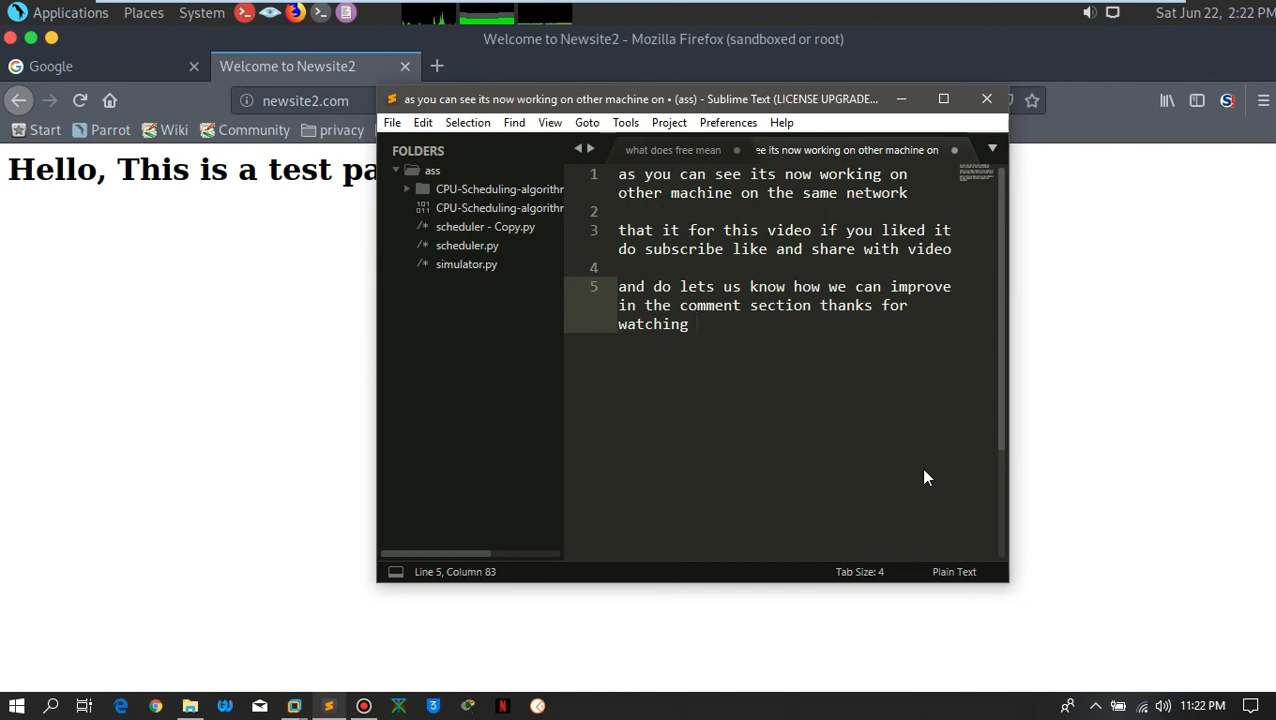 Applications Places System Sat Jun 22, 2:22 PM
Welcome to Newsite2 - Mozilla Firefox (sandboxed or root)
Google
Welcome to Newsite2
newsite2.com
Start Parrot Wiki Community privacy
Hello, This is a test pa
as you can see its now working on other machine on • (ass) - Sublime Text (LICENSE UPGRADE...
File Edit Selection Find View Goto Tools Project Preferences Help
FOLDERS
ass
CPU-Scheduling-algorithr
CPU-Scheduling-algorithr
scheduler - Copy.py
scheduler.py
simulator.py
what does free mean
see its now working on other machine on
1 as you can see its now working on
other machine on the same network
2
3 that it for this video if you liked it
do subscribe like and share with video
4
5 and do lets us know how we can improve
in the comment section thanks for
watching
Line 5, Column 83 Tab Size: 4 Plain Text
11:22 PM